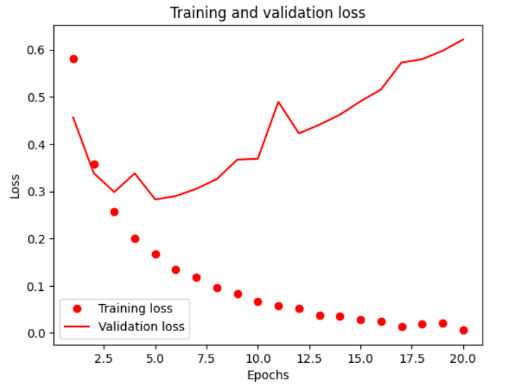 Training and validation loss
0.6
0.5
0.4
0.3
0.2
0.1
0.0
Loss
Training loss
Validation loss
2.5 5.0 7.5 10.0 12.5 15.0 17.5 20.0
Epochs